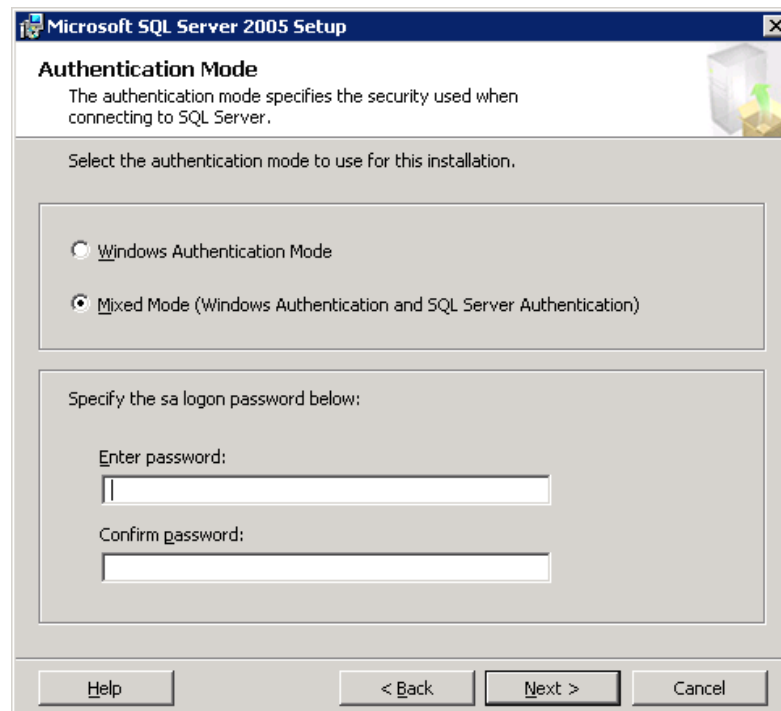 Microsoft SQL Server 2005 Setup
Authentication Mode
The authentication mode specifies the security used when
connecting to SQL Server.
Select the authentication mode to use for this installation.
Windows Authentication Mode
Mixed Mode (Windows Authentication and SQL Server Authentication)
Specify the sa logon password below:
Enter password:
Confirm password:
Help
< Back
Next >
Cancel